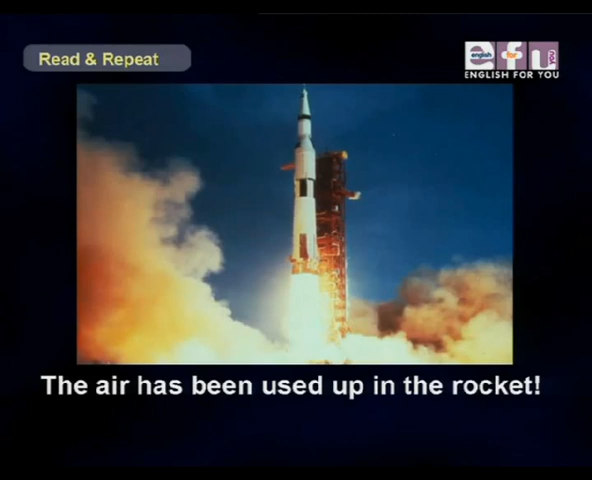 Read & Repeat
english for you
ENGLISH FOR YOU
The air has been used up in the rocket!